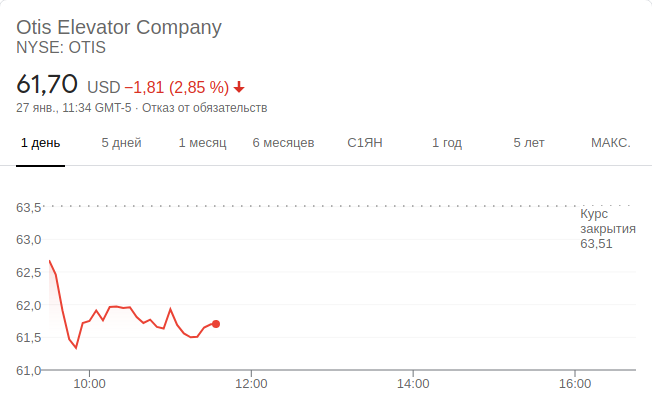 Otis Elevator Company
NYSE: OTIS
61,70 USD −1,81 (2,85 %)
27 янв., 11:34 GMT-5 · Отказ от обязательств
1 день 5 дней 1 месяц 6 месяцев С1ЯН 1 год 5 лет МАКС.
63,5
Курс
закрытия
63,51
63,0
62,5
62,0
61,5
61,0
10:00 12:00 14:00 16:00